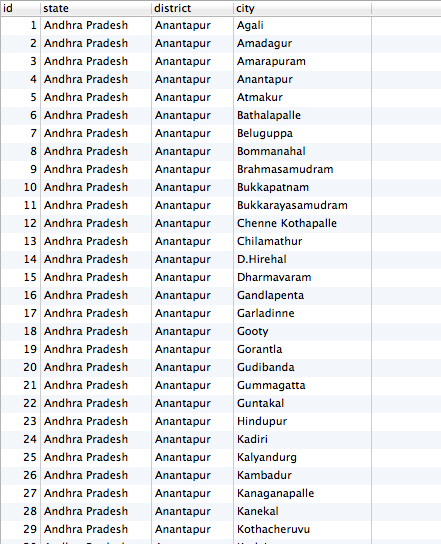 id state district city
1 Andhra Pradesh Anantapur Agali
2 Andhra Pradesh Anantapur Amadagur
3 Andhra Pradesh Anantapur Amarapuram
4 Andhra Pradesh Anantapur Anantapur
5 Andhra Pradesh Anantapur Atmakur
6 Andhra Pradesh Anantapur Bathalapalle
7 Andhra Pradesh Anantapur Beluguppa
8 Andhra Pradesh Anantapur Bommanahal
9 Andhra Pradesh Anantapur Brahmasamudram
10 Andhra Pradesh Anantapur Bukkapatnam
11 Andhra Pradesh Anantapur Bukkarayasamudram
12 Andhra Pradesh Anantapur Chenne Kothapalle
13 Andhra Pradesh Anantapur Chilamathur
14 Andhra Pradesh Anantapur D.Hirehal
15 Andhra Pradesh Anantapur Dharmavaram
16 Andhra Pradesh Anantapur Gandlapenta
17 Andhra Pradesh Anantapur Garladinne
18 Andhra Pradesh Anantapur Gooty
19 Andhra Pradesh Anantapur Gorantla
20 Andhra Pradesh Anantapur Gudibanda
21 Andhra Pradesh Anantapur Gummagatta
22 Andhra Pradesh Anantapur Guntakal
23 Andhra Pradesh Anantapur Hindupur
24 Andhra Pradesh Anantapur Kadiri
25 Andhra Pradesh Anantapur Kalyandurg
26 Andhra Pradesh Anantapur Kambadur
27 Andhra Pradesh Anantapur Kanaganapalle
28 Andhra Pradesh Anantapur Kanekal
29 Andhra Pradesh Anantapur Kothacheruvu
30 Andhra Pradesh Anantapur